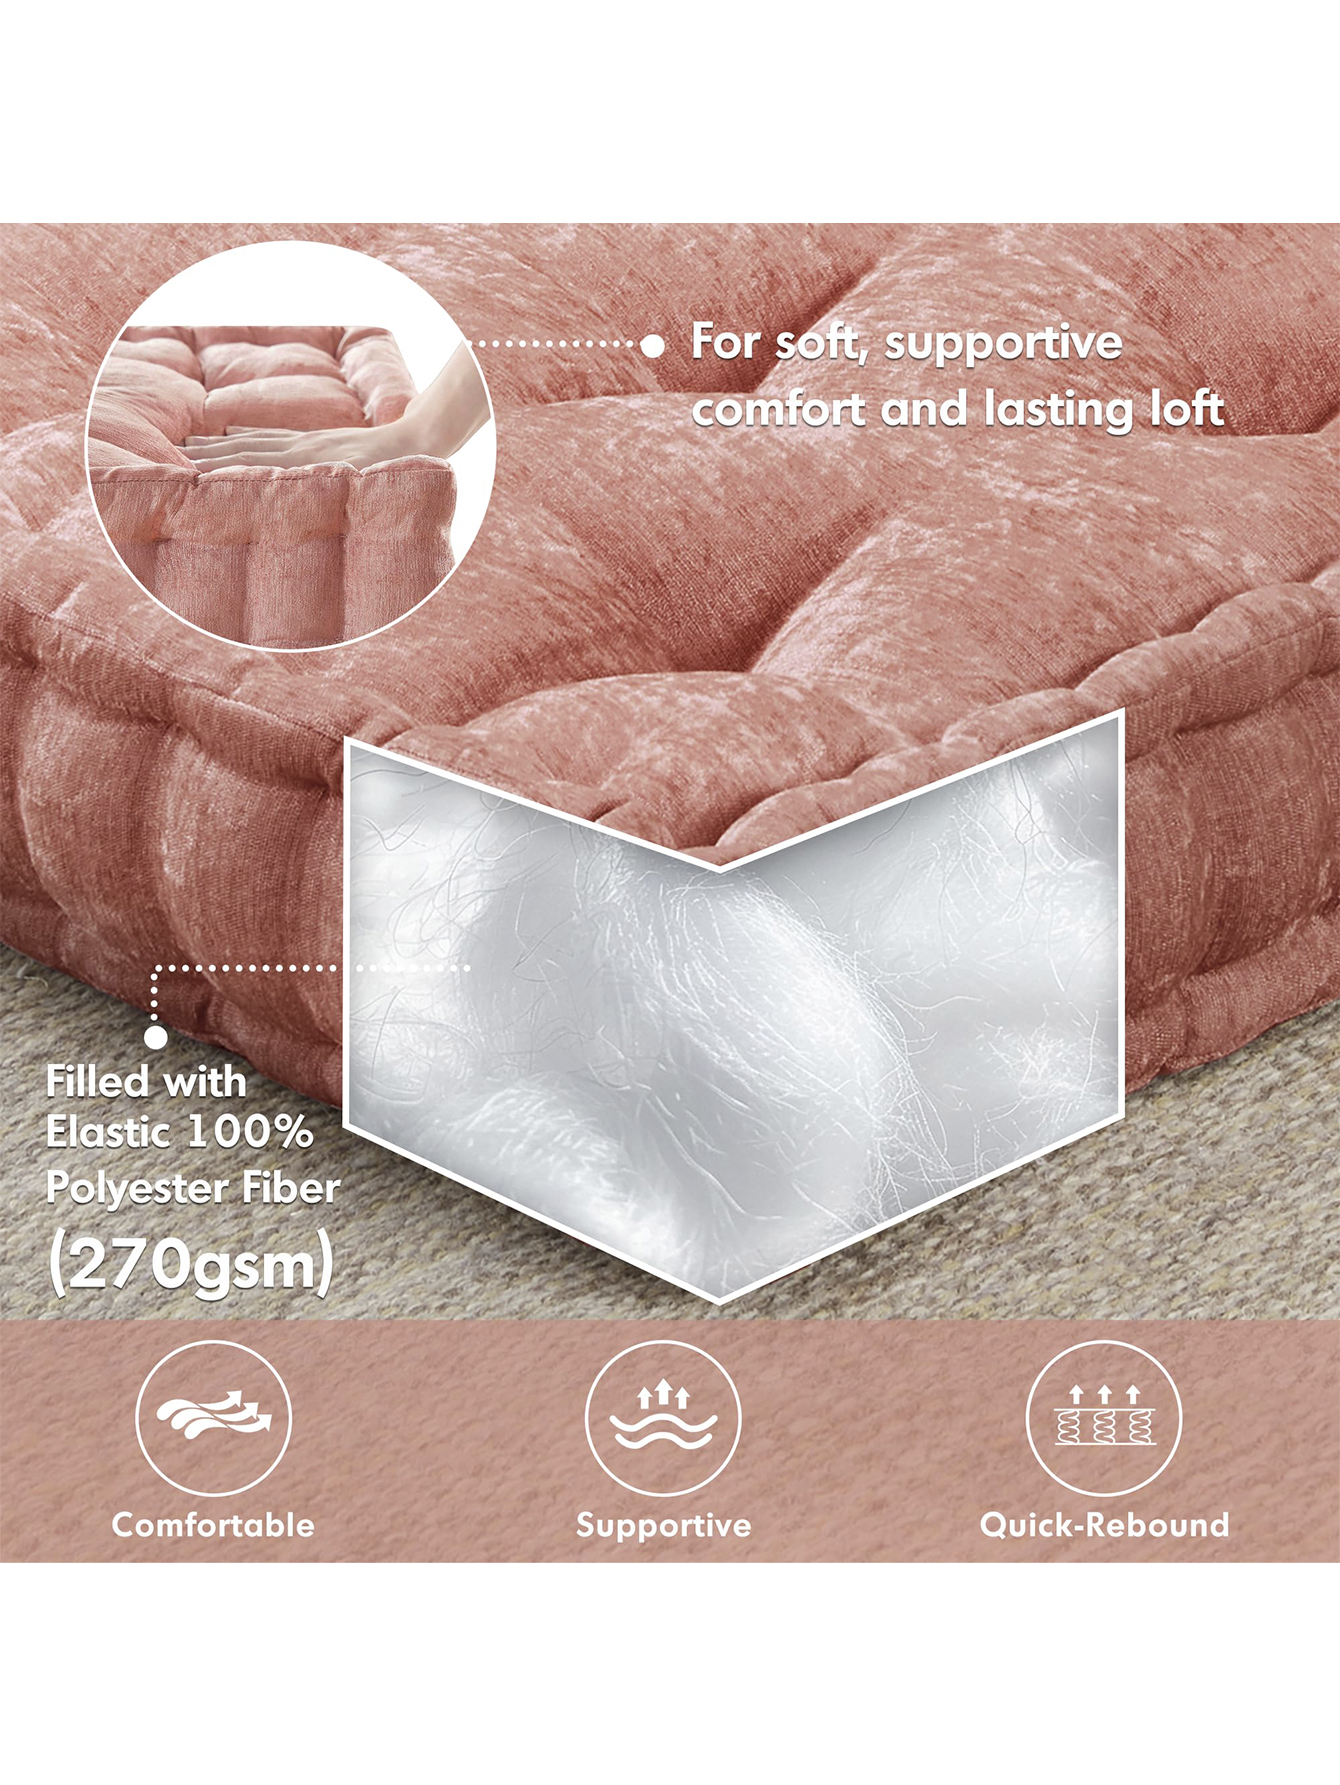 For soft, supportive
comfort and lasting loft
Filled with
Elastic 100%
Polyester Fiber
(270gsm)
Comfortable
Supportive
Quick-Rebound